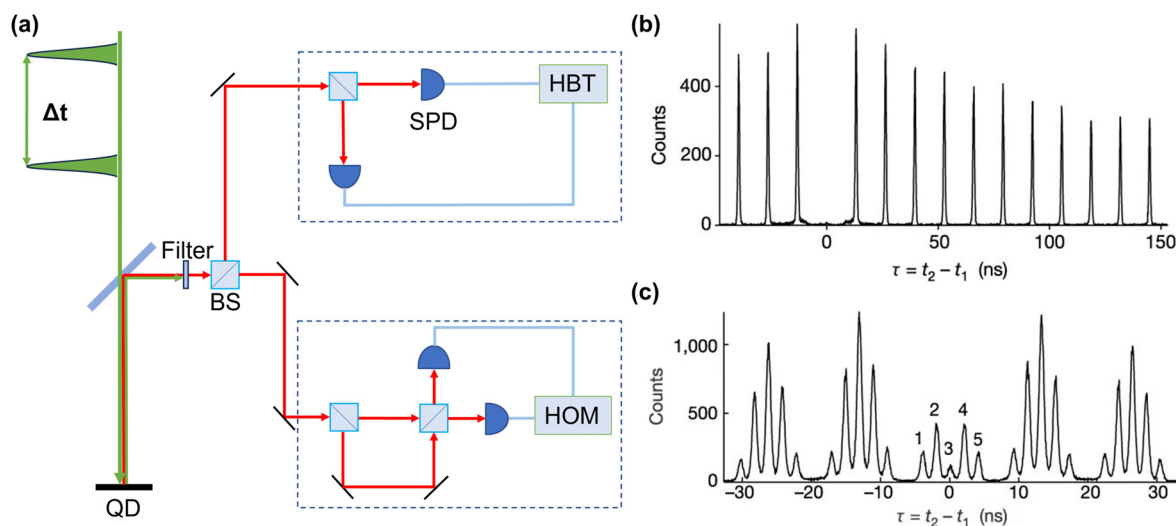 (a)
Δt
Filter
BS
QD
SPD
HBT
HOM
(b)
Counts
400
200
0
0
50
100
150
τ = t₂ – t₁ (ns)
(c)
Counts
1,000
500
0
1
2
3
4
5
–30
–20
–10
0
10
20
30
τ = t₂ – t₁ (ns)